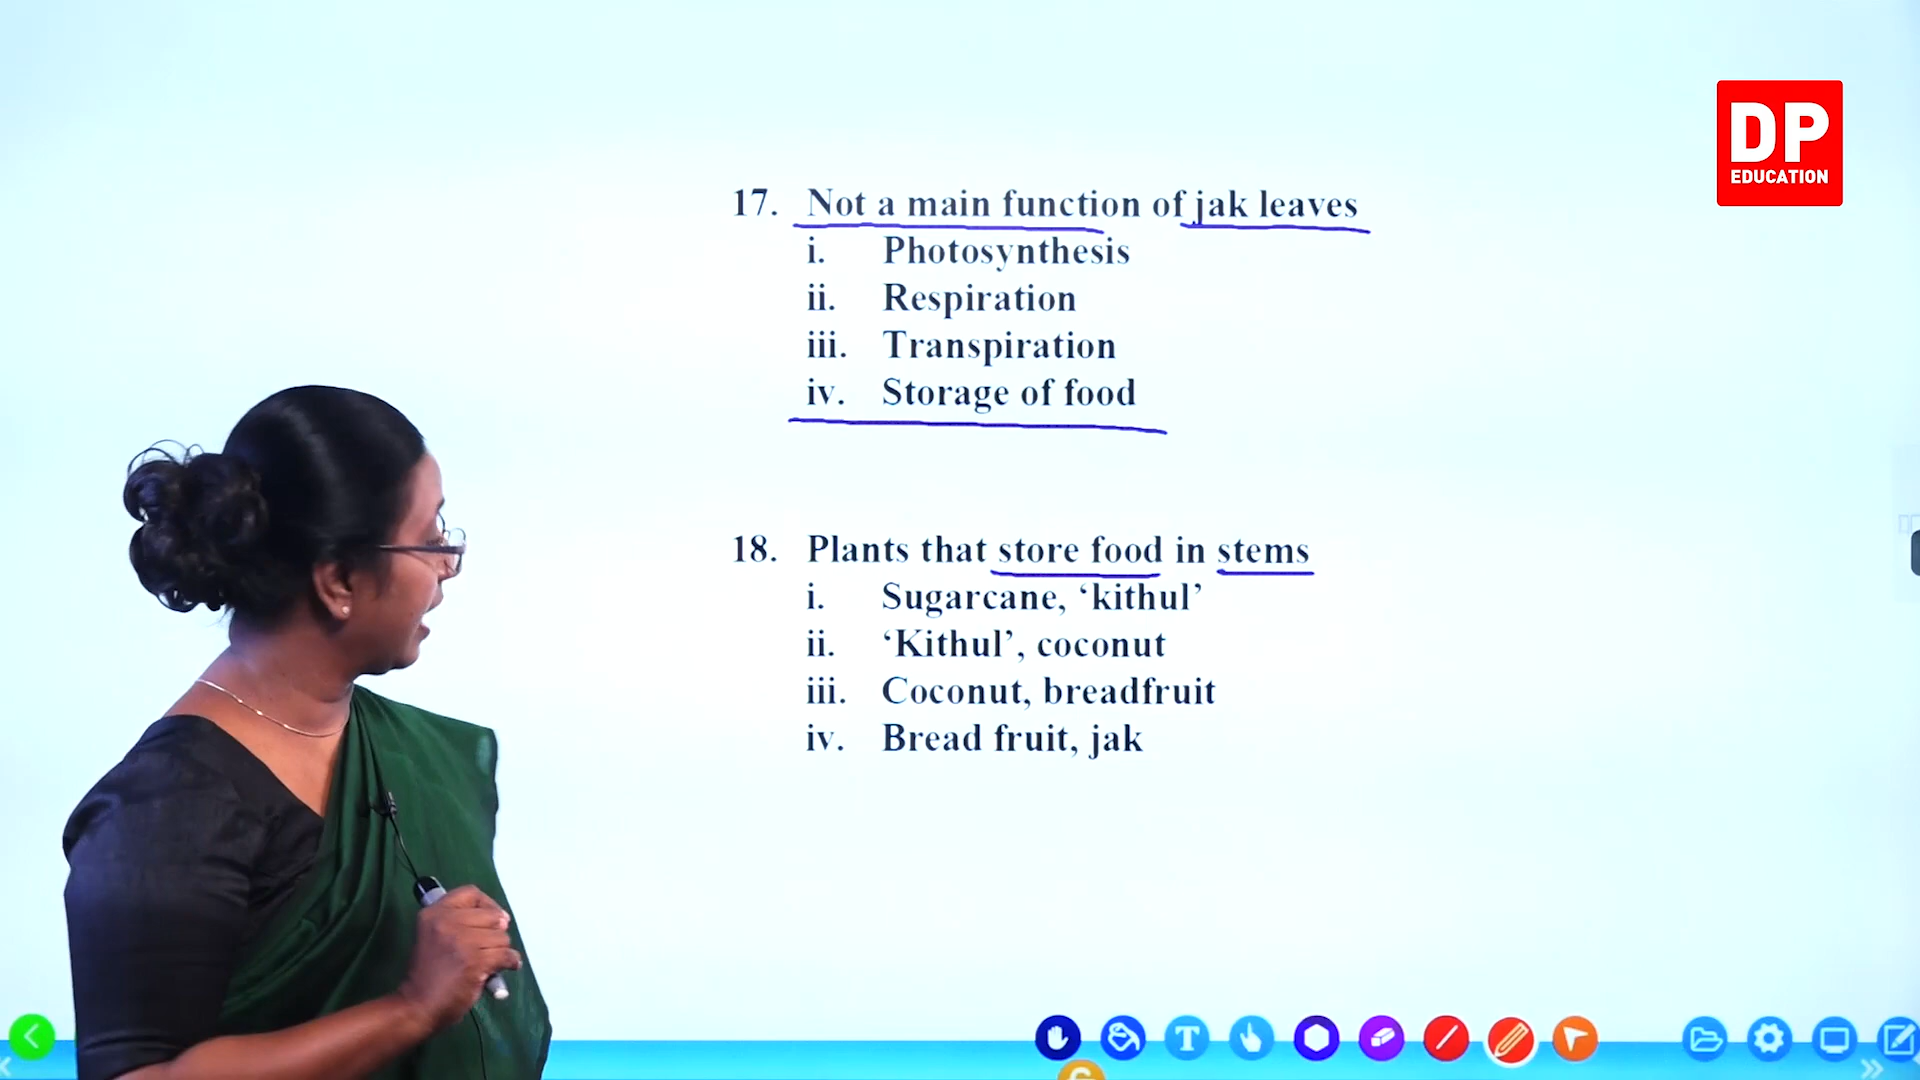 DP
EDUCATION
17. Not a main function of jak leaves
i. Photosynthesis
ii. Respiration
iii. Transpiration
iv. Storage of food
18. Plants that store food in stems
i. Sugarcane, ‘kithul’
ii. ‘Kithul’, coconut
iii. Coconut, breadfruit
iv. Bread fruit, jak